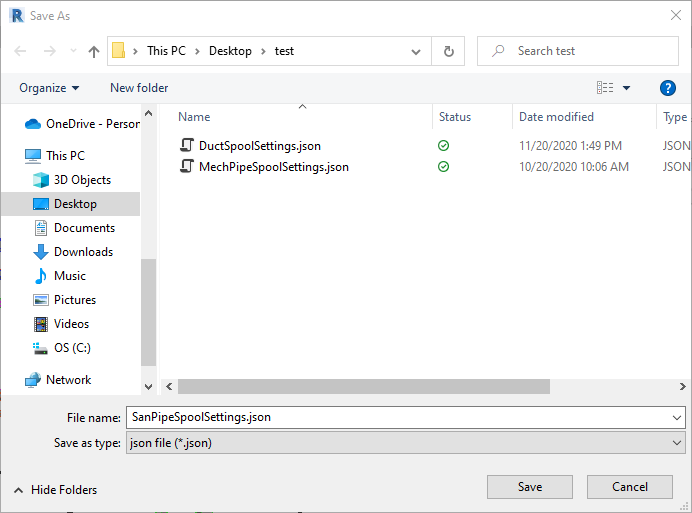 Save As
This PC > Desktop > test
Search test
Organize
New folder
Name Status Date modified Type
DuctSpoolSettings.json 11/20/2020 1:49 PM JSON
MechPipeSpoolSettings.json 10/20/2020 10:06 AM JSON
OneDrive - Person
This PC
3D Objects
Desktop
Documents
Downloads
Music
Pictures
Videos
OS (C:)
Network
File name: SanPipeSpoolSettings.json
Save as type: json file (*.json)
Hide Folders
Save
Cancel